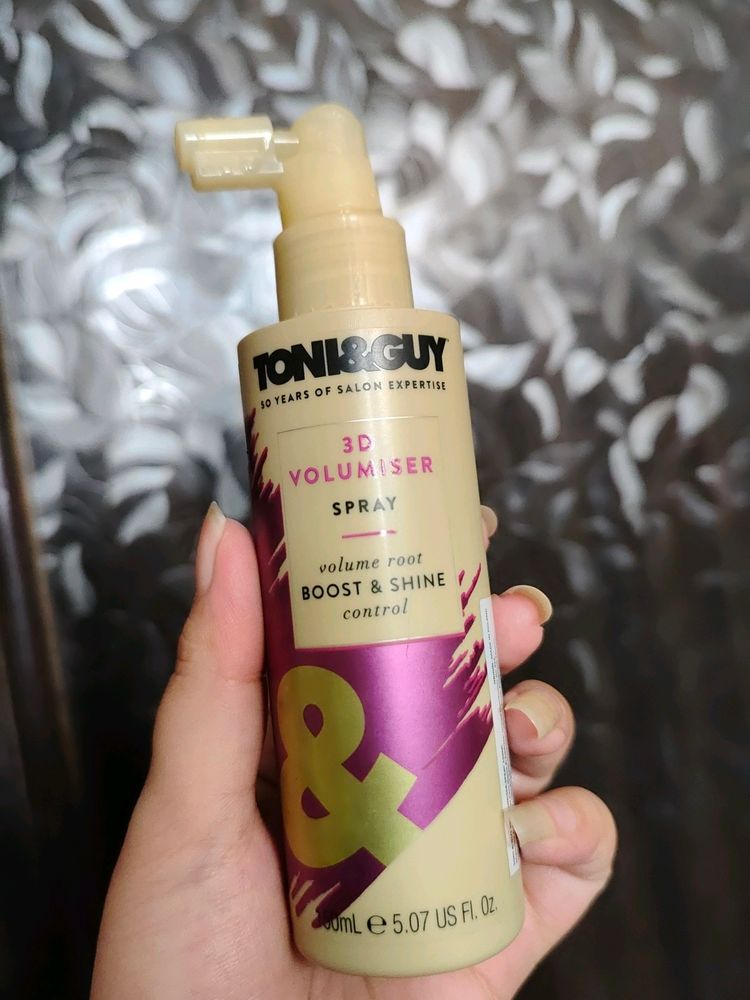 TONI&GUY
50 YEARS OF SALON EXPERTISE
3D
VOLUMISER
SPRAY
volume root
BOOST & SHINE
control
&
50mL ℮ 5.07 US Fl. Oz.